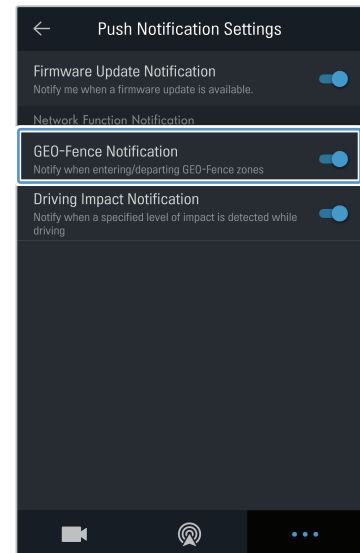 Push Notification Settings
Firmware Update Notification
Notify me when a firmware update is available.
Network Function Notification
GEO-Fence Notification
Notify when entering/departing GEO-Fence zones
Driving Impact Notification
Notify when a specified level of impact is detected while
driving